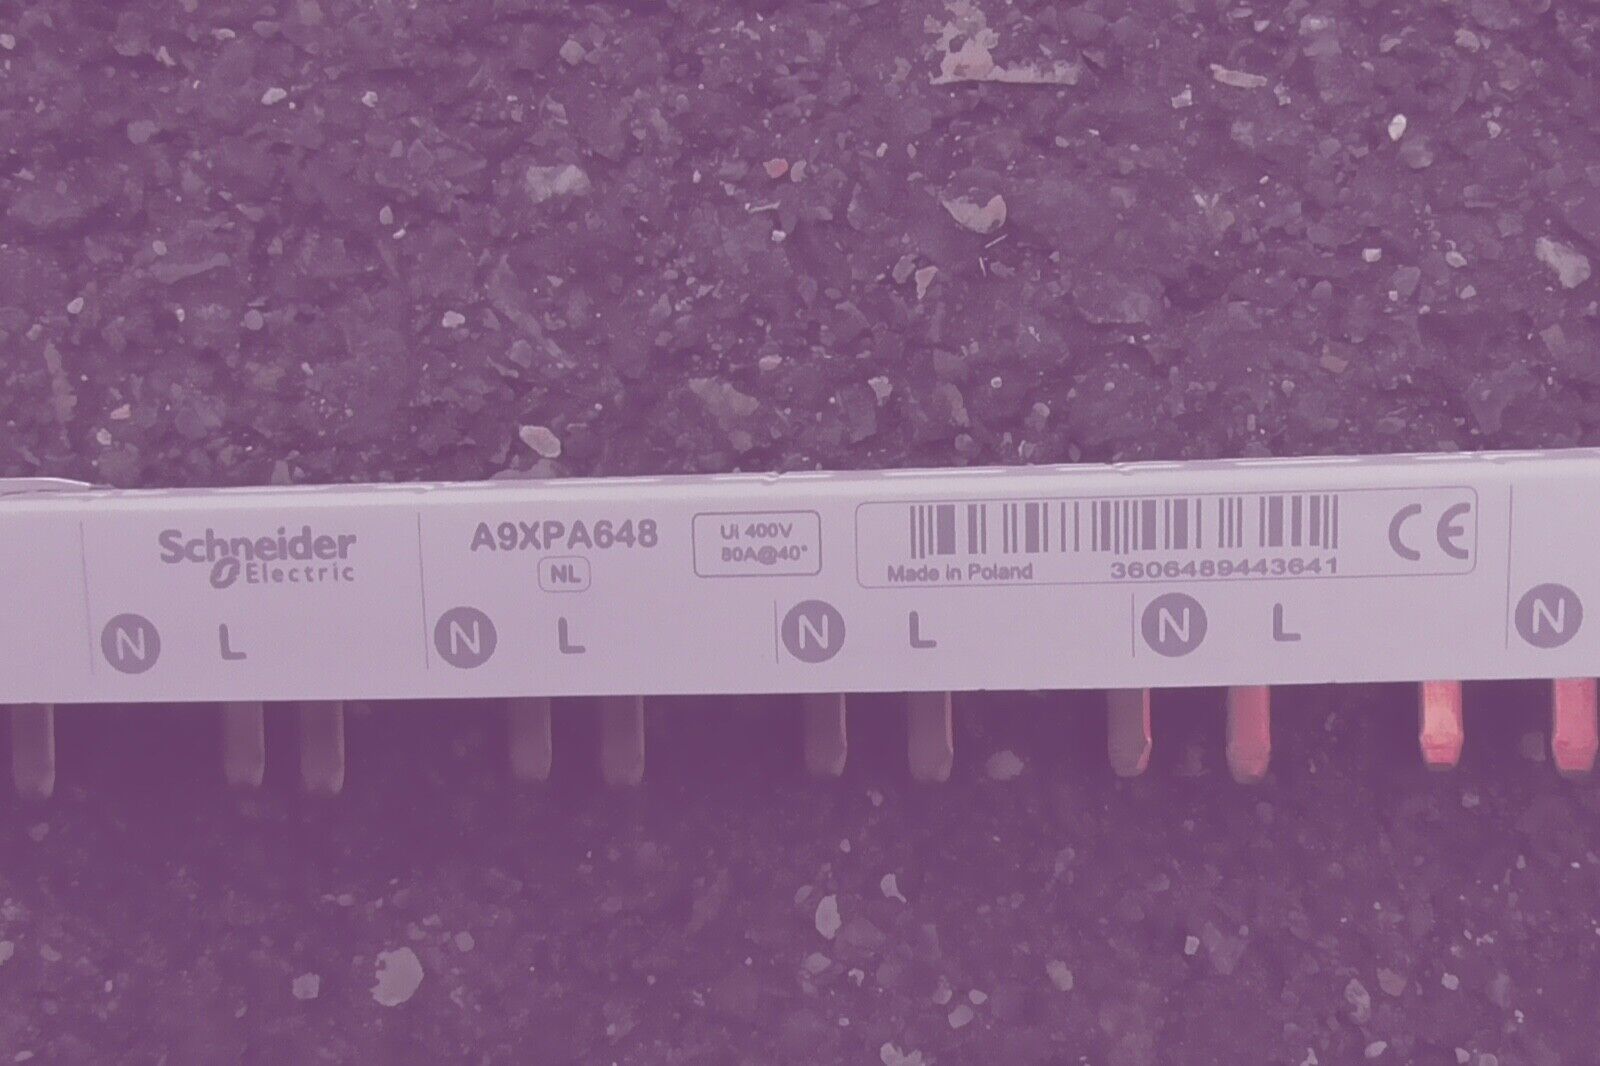 Schneider
Electric
A9XPA648
NL
Ui 400V
80A@40°
Made in Poland
3606489443641
CE
N L N L N L N L N